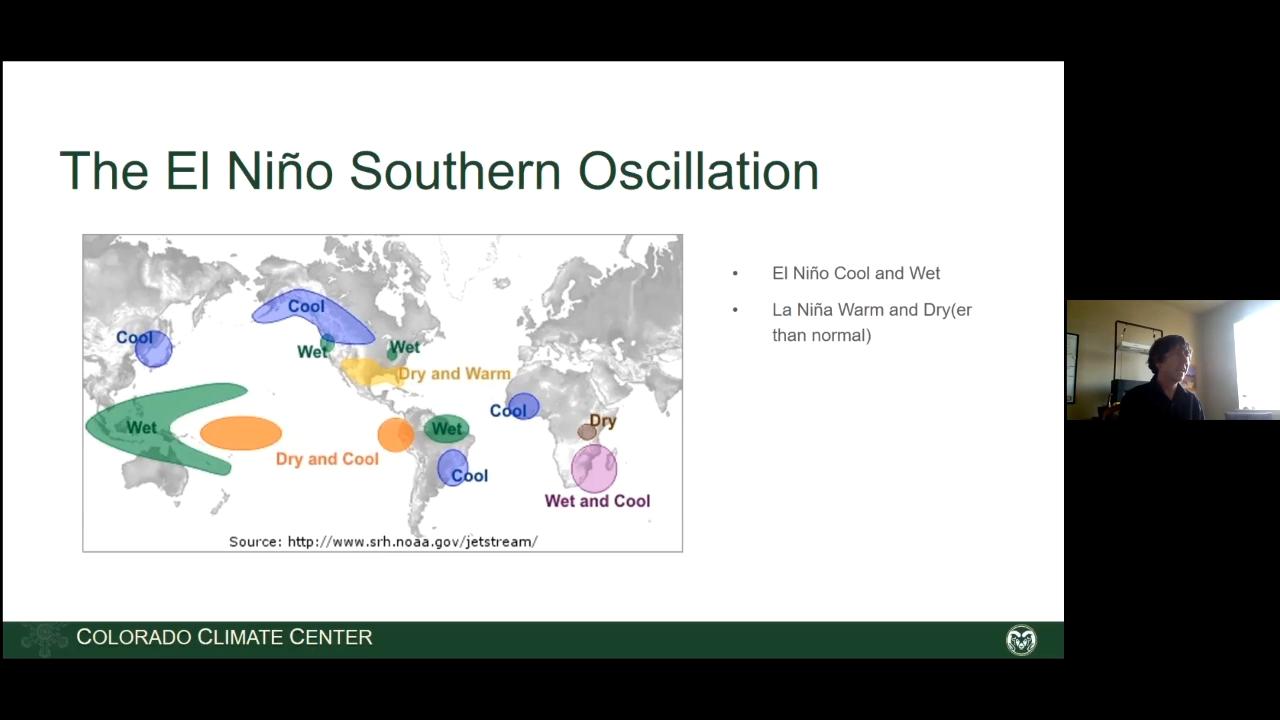 The El Niño Southern Oscillation
Cool
Cool
Wet
Wet
Dry and Warm
Wet
Dry and Cool
Wet
Cool
Cool
Dry
Wet and Cool
Source: http://www.srh.noaa.gov/jetstream/
• El Niño Cool and Wet
• La Niña Warm and Dry(er
than normal)
COLORADO CLIMATE CENTER